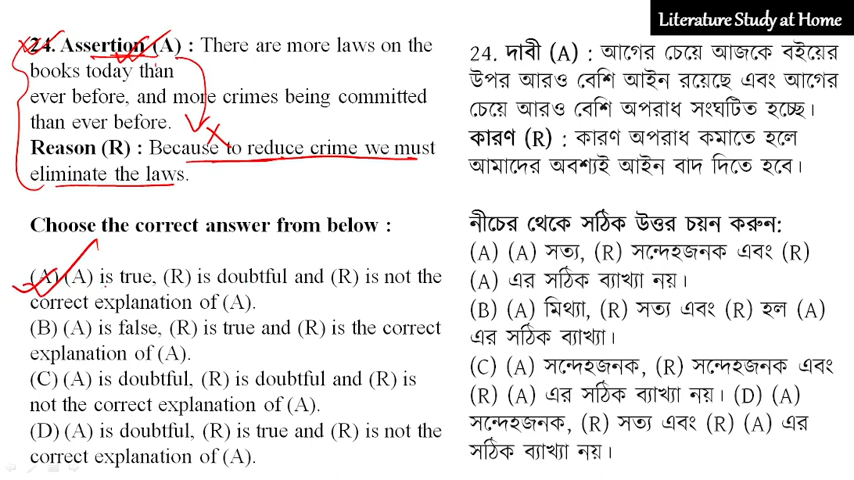 Literature Study at Home
24. Assertion (A) : There are more laws on the
books today than
ever before, and more crimes being committed
than ever before.
Reason (R) : Because to reduce crime we must
eliminate the laws.
Choose the correct answer from below :
(A) (A) is true, (R) is doubtful and (R) is not the
correct explanation of (A).
(B) (A) is false, (R) is true and (R) is the correct
explanation of (A).
(C) (A) is doubtful, (R) is doubtful and (R) is
not the correct explanation of (A).
(D) (A) is doubtful, (R) is true and (R) is not the
correct explanation of (A).
24. দাবী (A) : আগের চেয়ে আজকে বইয়ের
উপর আরও বেশি আইন রয়েছে এবং আগের
চেয়ে আরও বেশি অপরাধ সংঘটিত হচ্ছে।
কারণ (R) : কারণ অপরাধ কমাতে হলে
আমাদের অবশ্যই আইন বাদ দিতে হবে।
নীচের থেকে সঠিক উত্তর চয়ন করুন:
(A) (A) সত্য, (R) সন্দেহজনক এবং (R)
(A) এর সঠিক ব্যাখ্যা নয়।
(B) (A) মিথ্যা, (R) সত্য এবং (R) হল (A)
এর সঠিক ব্যাখ্যা।
(C) (A) সন্দেহজনক, (R) সন্দেহজনক এবং
(R) (A) এর সঠিক ব্যাখ্যা নয়। (D) (A)
সন্দেহজনক, (R) সত্য এবং (R) (A) এর
সঠিক ব্যাখ্যা নয়।